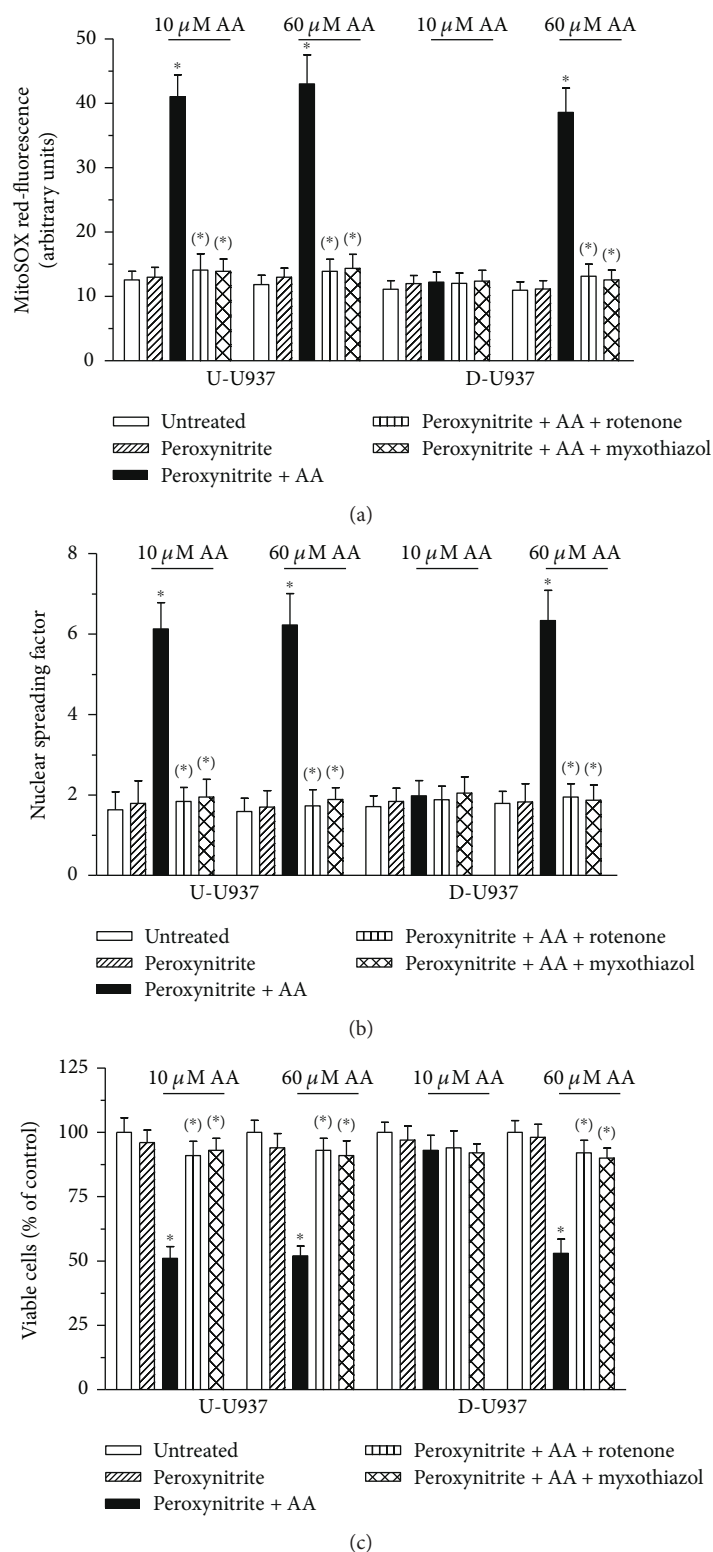 10 μM AA 60 μM AA 10 μM AA 60 μM AA
50
40
30
20
10
0
MitoSOX red-fluorescence
(arbitrary units)
* * *
(*) (*) (*) (*) (*) (*)
U-U937 D-U937
Untreated Peroxynitrite + AA + rotenone
Peroxynitrite Peroxynitrite + AA + myxothiazol
Peroxynitrite + AA
(a)
10 μM AA 60 μM AA 10 μM AA 60 μM AA
8
6
4
2
0
Nuclear spreading factor
* * *
(*) (*) (*) (*) (*) (*)
U-U937 D-U937
Untreated Peroxynitrite + AA + rotenone
Peroxynitrite Peroxynitrite + AA + myxothiazol
Peroxynitrite + AA
(b)
10 μM AA 60 μM AA 10 μM AA 60 μM AA
125
100
75
50
25
0
Viable cells (% of control)
(*) (*) (*) (*) (*) (*)
* * *
U-U937 D-U937
Untreated Peroxynitrite + AA + rotenone
Peroxynitrite Peroxynitrite + AA + myxothiazol
Peroxynitrite + AA
(c)